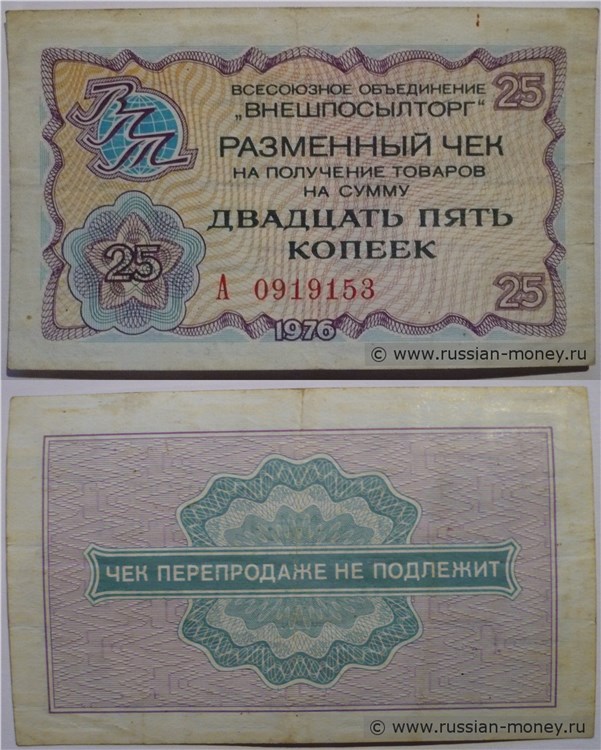 ВПТ
ВСЕСОЮЗНОЕ ОБЪЕДИНЕНИЕ
„ВНЕШПОСЫЛТОРГ“
25
РАЗМЕННЫЙ ЧЕК
НА ПОЛУЧЕНИЕ ТОВАРОВ
НА СУММУ
ДВАДЦАТЬ ПЯТЬ
КОПЕЕК
25
А 0919153
25
1976
© www.russian-money.ru
ЧЕК ПЕРЕПРОДАЖЕ НЕ ПОДЛЕЖИТ
© www.russian-money.ru